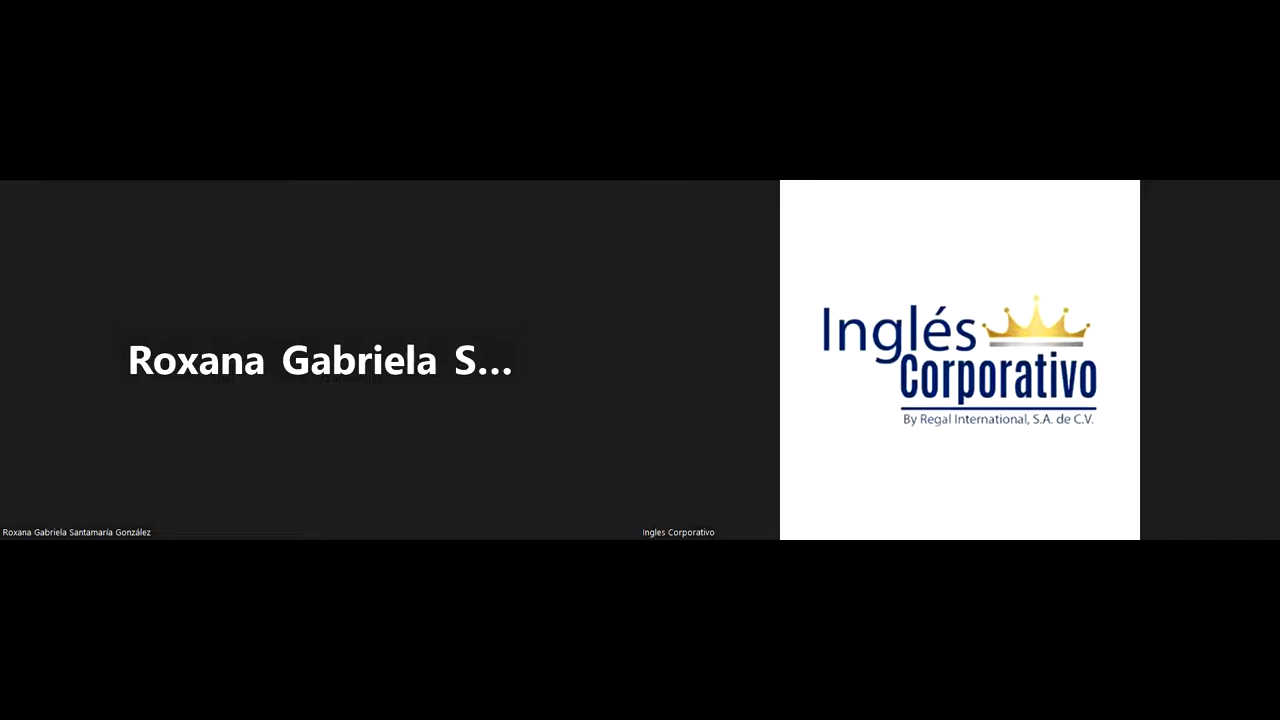 Roxana Gabriela S...
Roxana Gabriela Santamaría González
Inglés
Corporativo
By Regal International, S.A. de C.V.
Ingles Corporativo